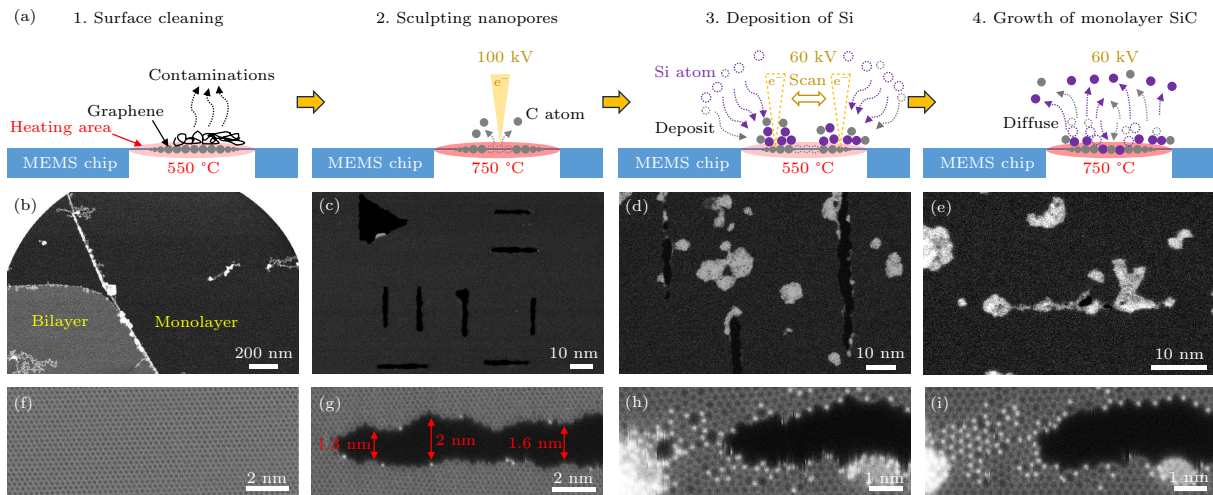 (a)
1. Surface cleaning
2. Sculpting nanopores
3. Deposition of Si
4. Growth of monolayer SiC
Contaminations
Graphene
Heating area
MEMS chip
550 °C
100 kV
e−
C atom
MEMS chip
750 °C
60 kV
Si atom
e−
Scan
e−
Deposit
MEMS chip
550 °C
60 kV
Diffuse
MEMS chip
750 °C
(b)
Bilayer
Monolayer
200 nm
(c)
10 nm
(d)
10 nm
(e)
10 nm
(f)
2 nm
(g)
1.3 nm
2 nm
1.6 nm
2 nm
(h)
1 nm
(i)
1 nm